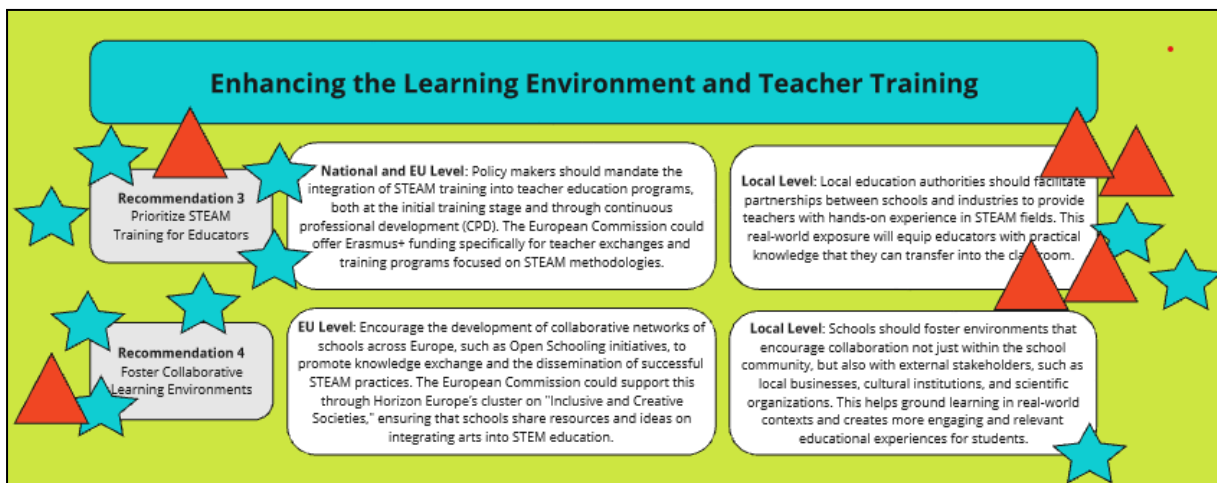 Enhancing the Learning Environment and Teacher Training
Recommendation 3
Prioritize STEAM
Training for Educators
National and EU Level: Policy makers should mandate the
integration of STEAM training into teacher education programs,
both at the initial training stage and through continuous
professional development (CPD). The European Commission could
offer Erasmus+ funding specifically for teacher exchanges and
training programs focused on STEAM methodologies.
Local Level: Local education authorities should facilitate
partnerships between schools and industries to provide
teachers with hands-on experience in STEAM fields. This
real-world exposure will equip educators with practical
knowledge that they can transfer into the classroom.
Recommendation 4
Foster Collaborative
Learning Environments
EU Level: Encourage the development of collaborative networks of
schools across Europe, such as Open Schooling initiatives, to
promote knowledge exchange and the dissemination of successful
STEAM practices. The European Commission could support this
through Horizon Europe's cluster on "Inclusive and Creative
Societies," ensuring that schools share resources and ideas on
integrating arts into STEM education.
Local Level: Schools should foster environments that
encourage collaboration not just within the school
community, but also with external stakeholders, such as
local businesses, cultural institutions, and scientific
organizations. This helps ground learning in real-world
contexts and creates more engaging and relevant
educational experiences for students.